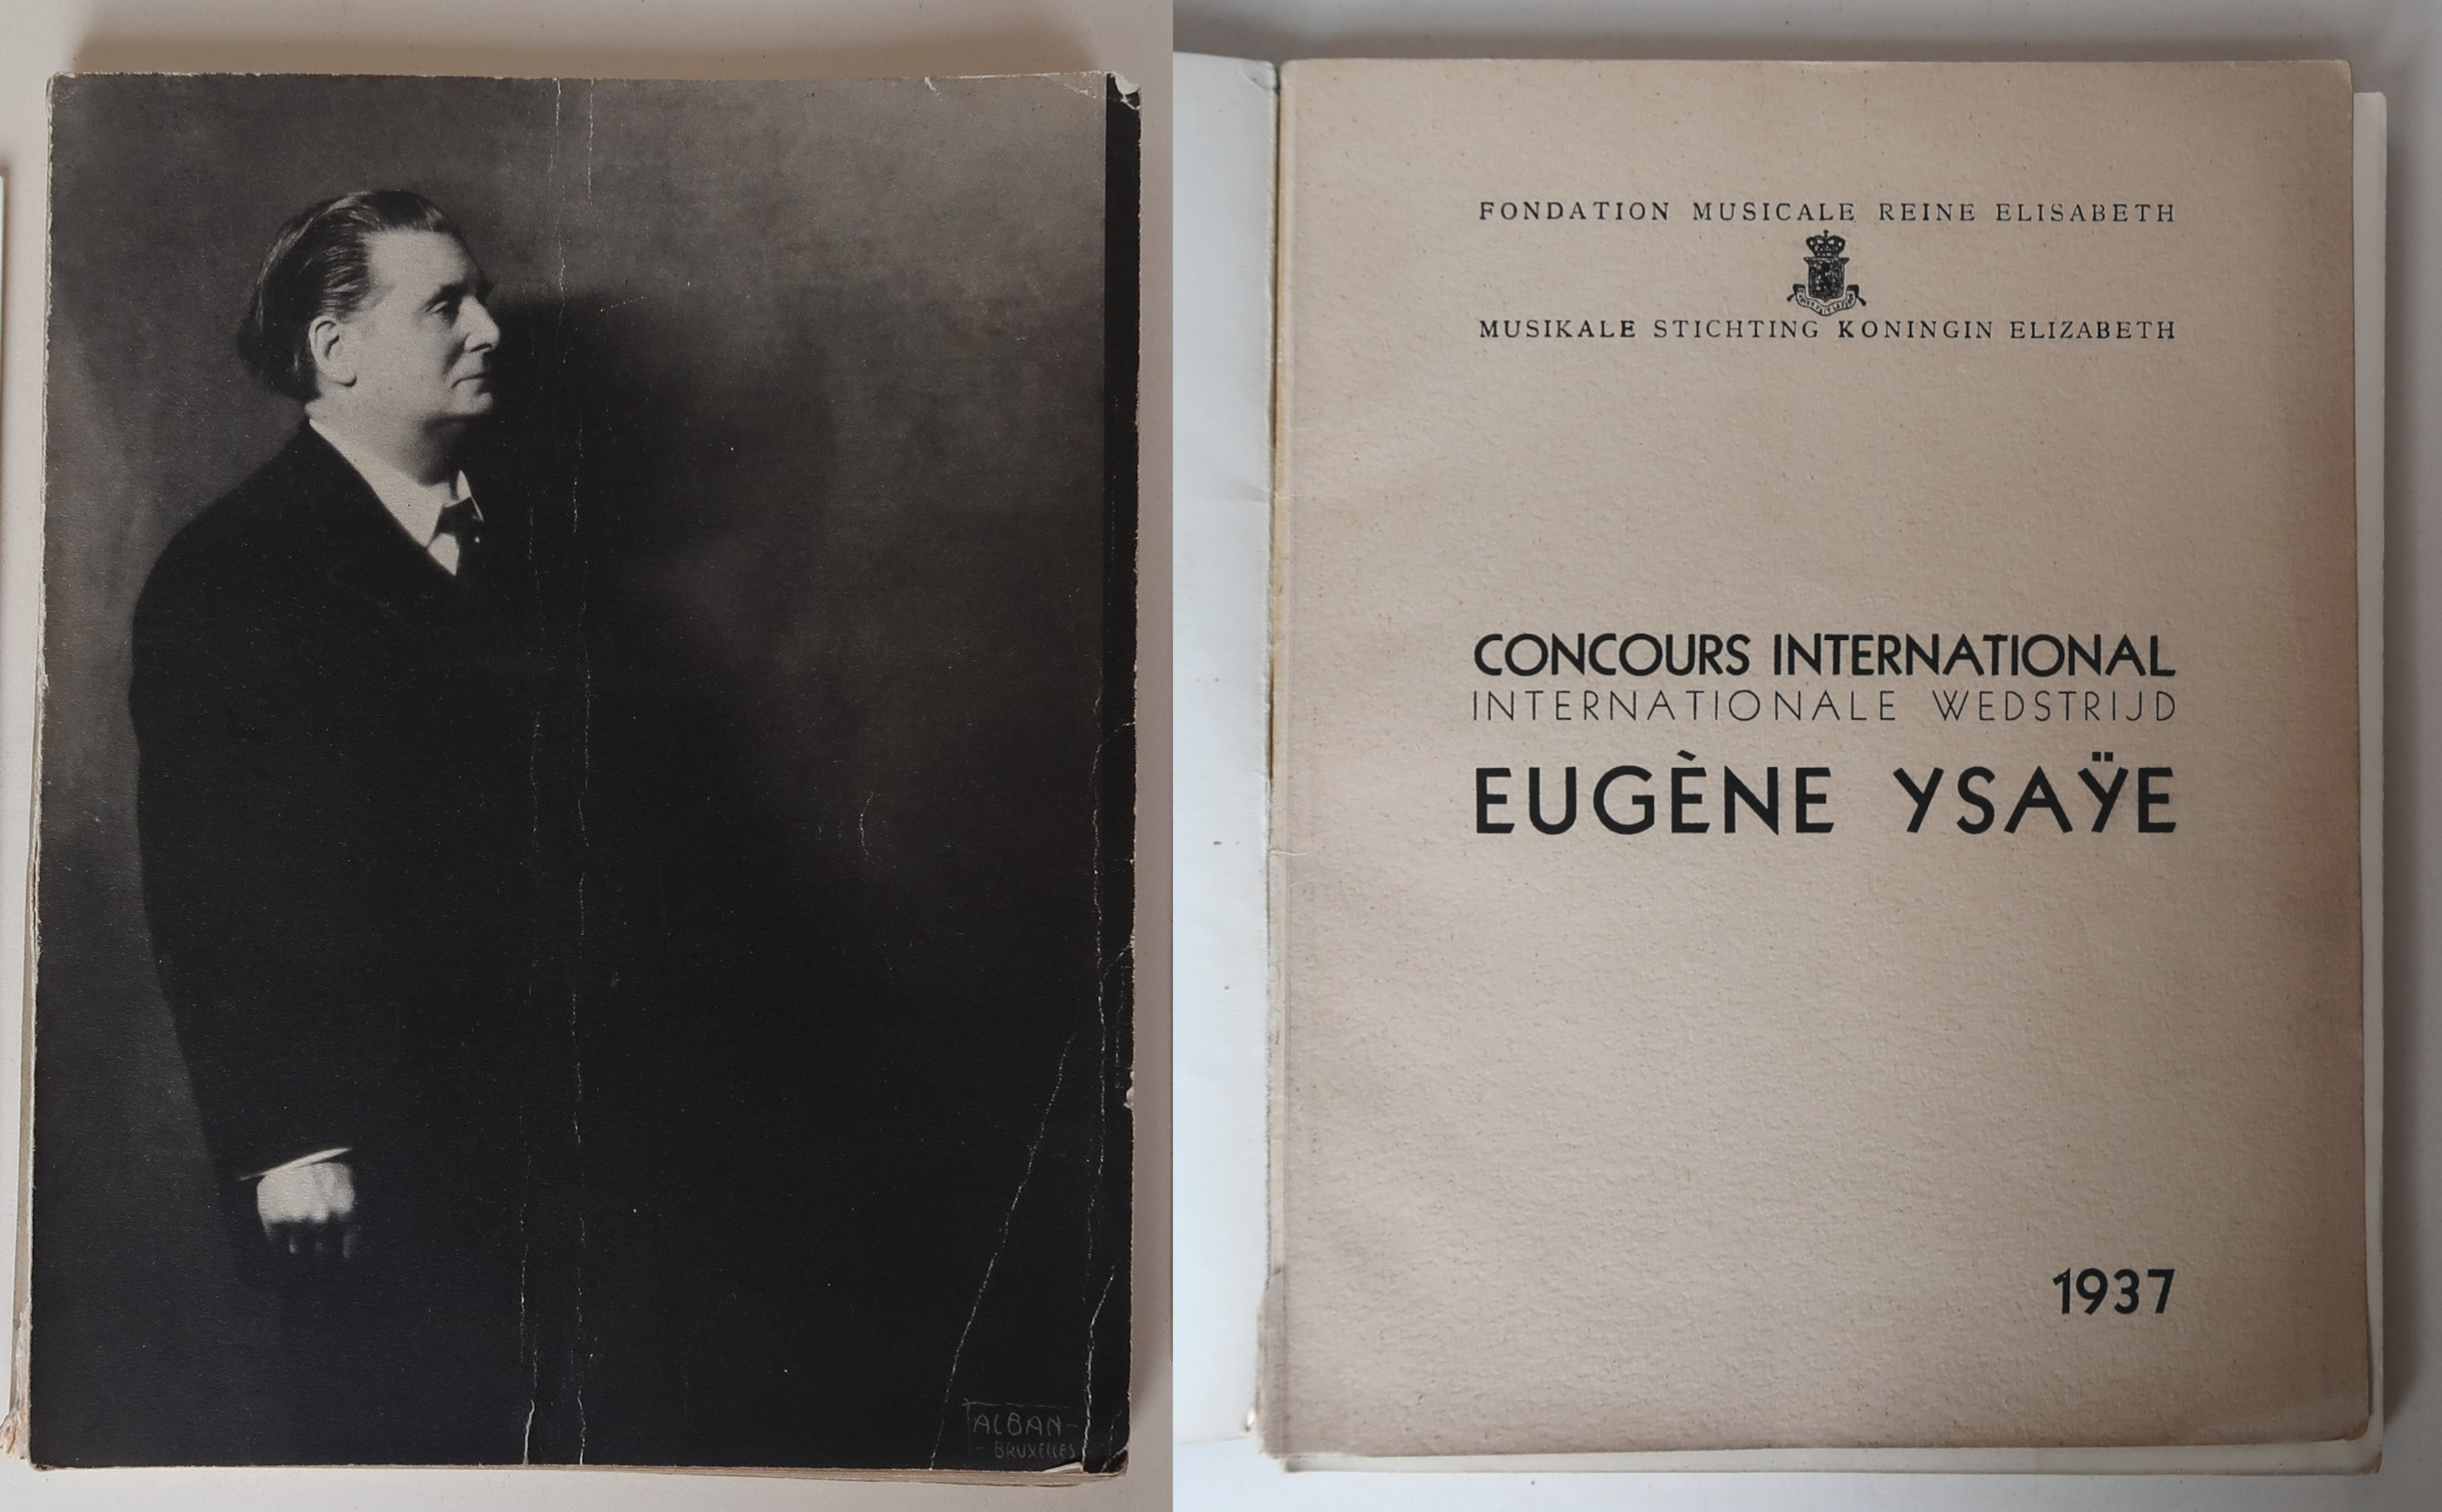 ALBAN-
- BRUXELLES
FONDATION MUSICALE REINE ELISABETH
MUSIKALE STICHTING KONINGIN ELIZABETH
CONCOURS INTERNATIONAL
INTERNATIONALE WEDSTRIJD
EUGÈNE YSAŸE
1937